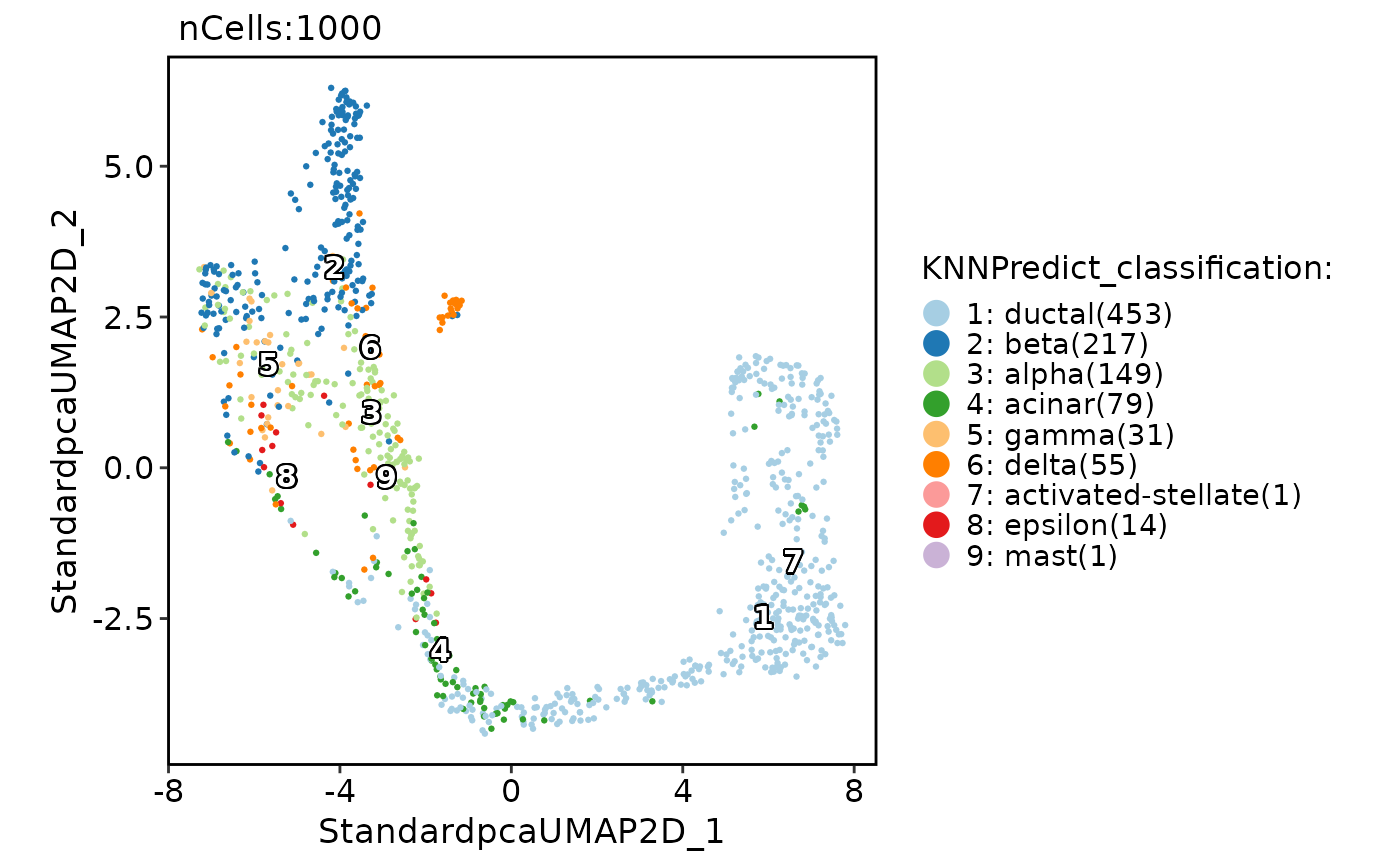 nCells:1000
5.0
2.5
0.0
-2.5
-8
-4
0
4
8
StandardpcaUMAP2D_1
StandardpcaUMAP2D_2
2
6
5
3
8
9
7
1
4
KNNPredict_classification:
1: ductal(453)
2: beta(217)
3: alpha(149)
4: acinar(79)
5: gamma(31)
6: delta(55)
7: activated-stellate(1)
8: epsilon(14)
9: mast(1)